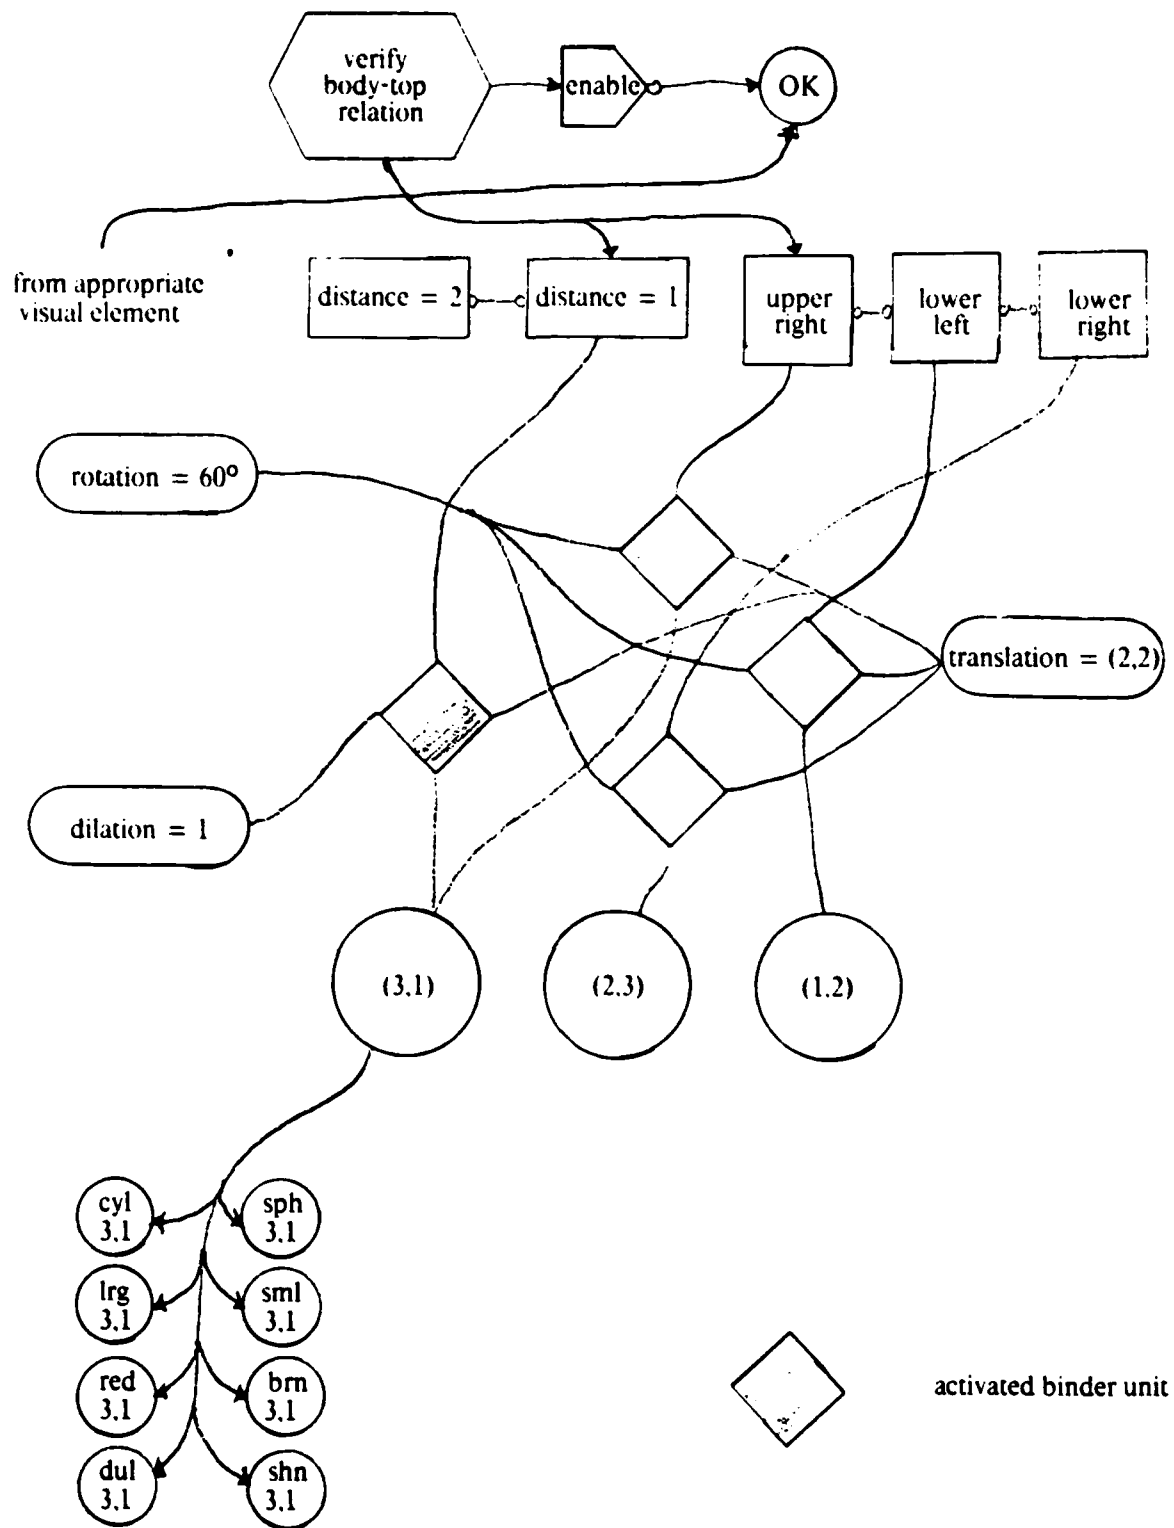 verify
body-top
relation
enable
OK
from appropriate
visual element
distance = 2
distance = 1
upper
right
lower
left
lower
right
rotation = 60°
translation = (2,2)
dilation = 1
(3,1)
(2,3)
(1,2)
cyl
3,1
sph
3,1
lrg
3,1
sml
3,1
red
3,1
brn
3,1
dul
3,1
shn
3,1
activated binder unit